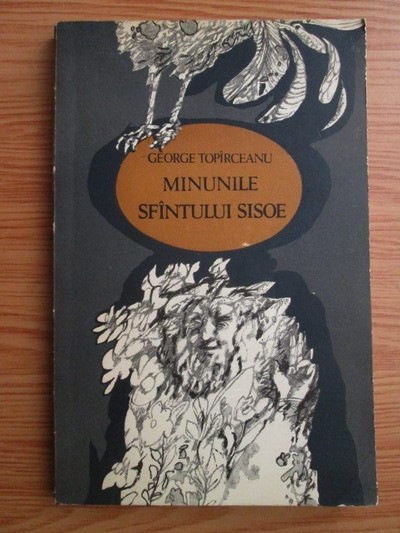 GEORGE TOPÎRCEANU
MINUNILE
SFÎNTULUI SISOE